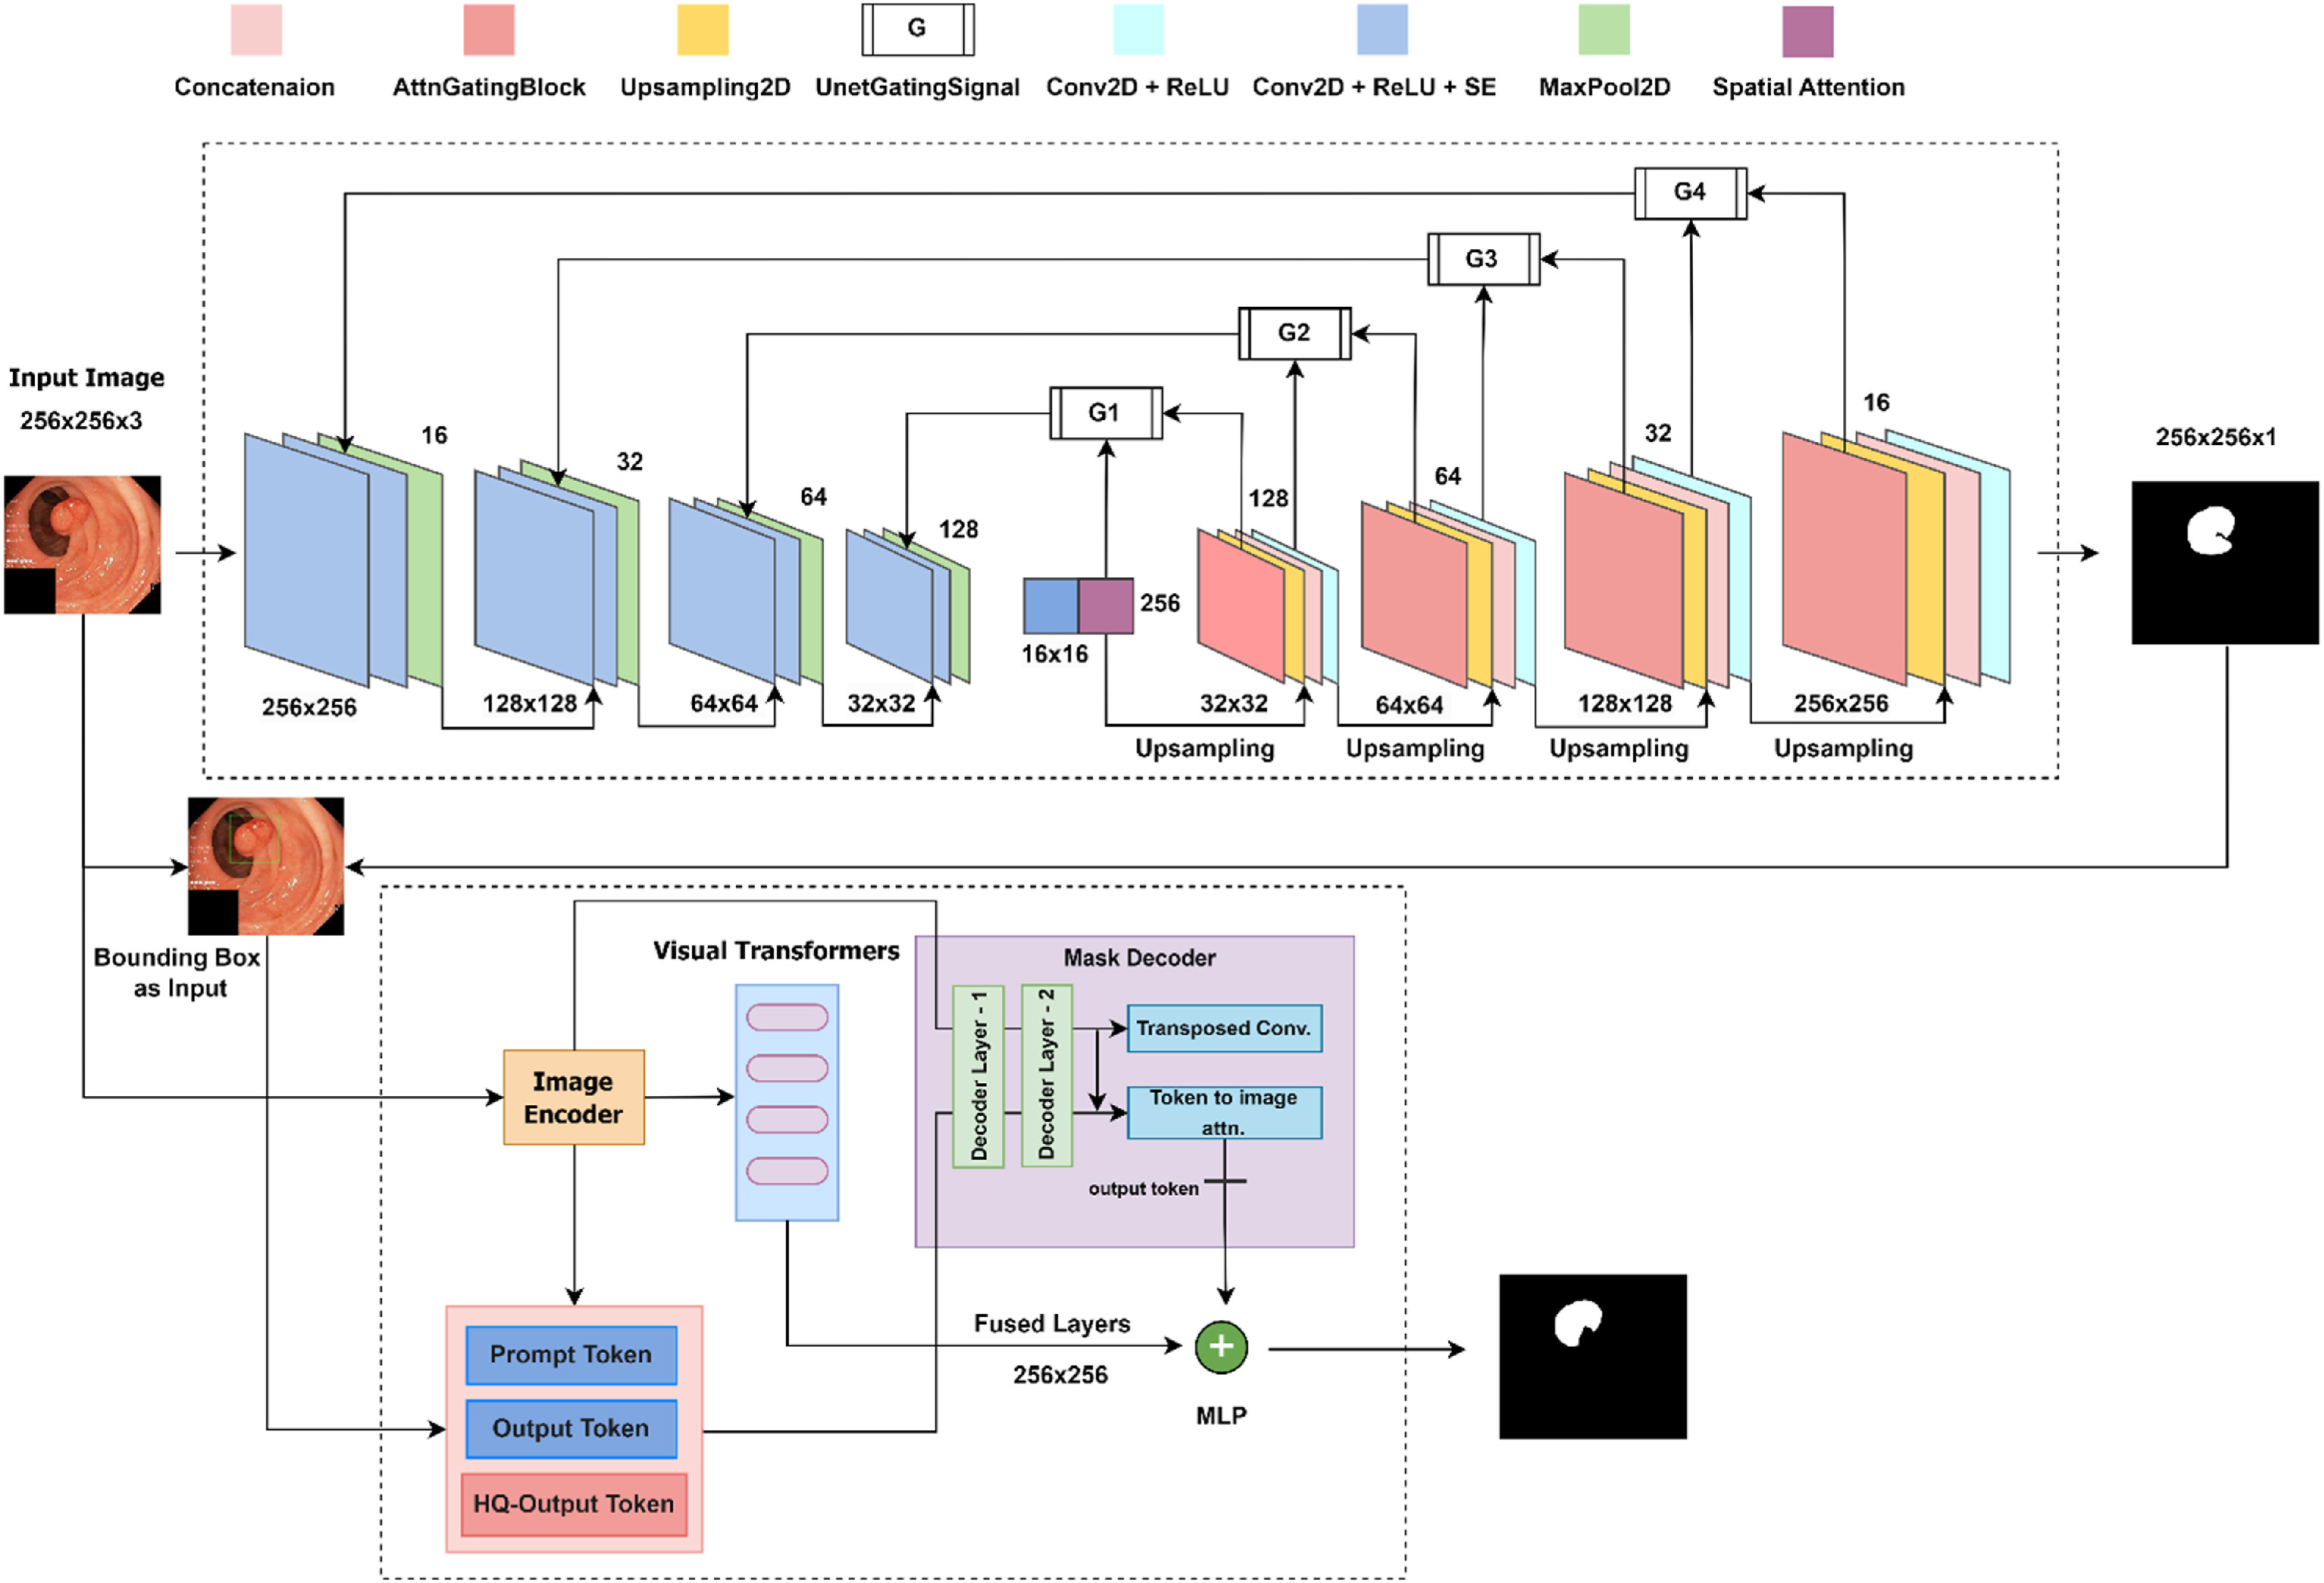 G
Concatenaion
AttnGatingBlock
Upsampling2D
UnetGatingSignal
Conv2D + ReLU
Conv2D + ReLU + SE
MaxPool2D
Spatial Attention
G4
G3
G2
G1
Input Image
256x256x3
16
32
64
128
128
64
32
16
256x256x1
256
16x16
256x256
128x128
64x64
32x32
32x32
64x64
128x128
256x256
Upsampling
Upsampling
Upsampling
Upsampling
Bounding Box
as Input
Visual Transformers
Mask Decoder
Decoder Layer - 1
Decoder Layer - 2
Transposed Conv.
Token to image
attn.
output token
Image
Encoder
Prompt Token
Output Token
HQ-Output Token
Fused Layers
256x256
+
MLP